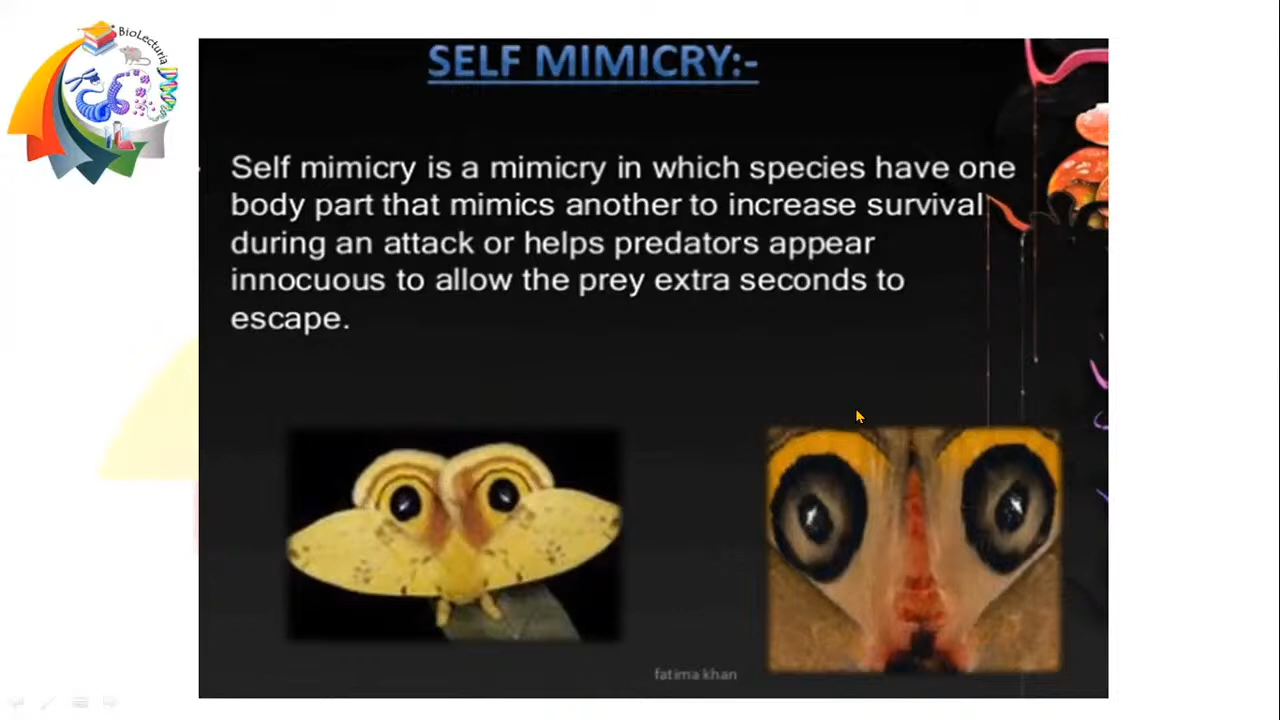 BioLecturia
SELF MIMICRY:-
Self mimicry is a mimicry in which species have one
body part that mimics another to increase survival
during an attack or helps predators appear
innocuous to allow the prey extra seconds to
escape.
fatima khan